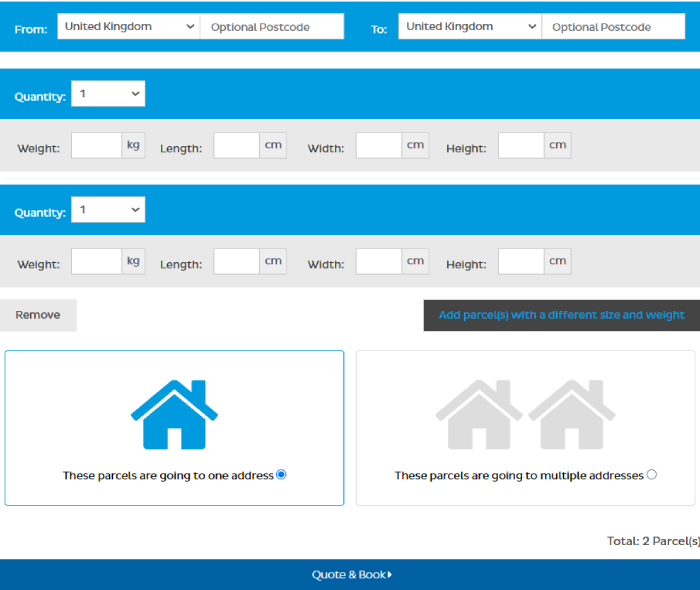 From: United Kingdom Optional Postcode To: United Kingdom Optional Postcode
Quantity: 1
Weight: kg Length: cm Width: cm Height: cm
Quantity: 1
Weight: kg Length: cm Width: cm Height: cm
Remove Add parcel(s) with a different size and weight
These parcels are going to one address These parcels are going to multiple addresses
Total: 2 Parcel(s)
Quote & Book